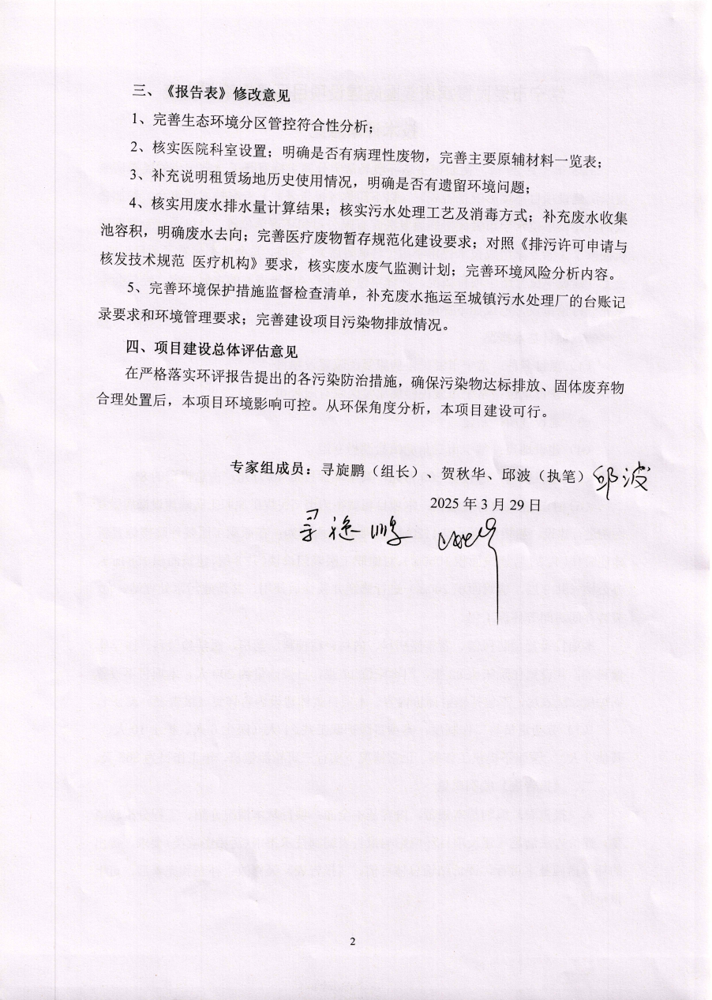 三、《报告表》修改意见
1、完善生态环境分区管控符合性分析；
2、核实医院科室设置；明确是否有病理性废物，完善主要原辅材料一览表；
3、补充说明租赁场地历史使用情况，明确是否有遗留环境问题；
4、核实用废水排水量计算结果；核实污水处理工艺及消毒方式；补充废水收集
池容积，明确废水去向；完善医疗废物暂存规范化建设要求；对照《排污许可申请与
核发技术规范 医疗机构》要求，核实废水废气监测计划；完善环境风险分析内容。
5、完善环境保护措施监督检查清单，补充废水拖运至城镇污水处理厂的台账记
录要求和环境管理要求；完善建设项目污染物排放情况。
四、项目建设总体评估意见
在严格落实环评报告提出的各污染防治措施，确保污染物达标排放、固体废弃物
合理处置后，本项目环境影响可控。从环保角度分析，本项目建设可行。
专家组成员：寻旋鹏（组长）、贺秋华、邱波（执笔）邱波
2025 年 3 月 29 日
寻旋鹏
2